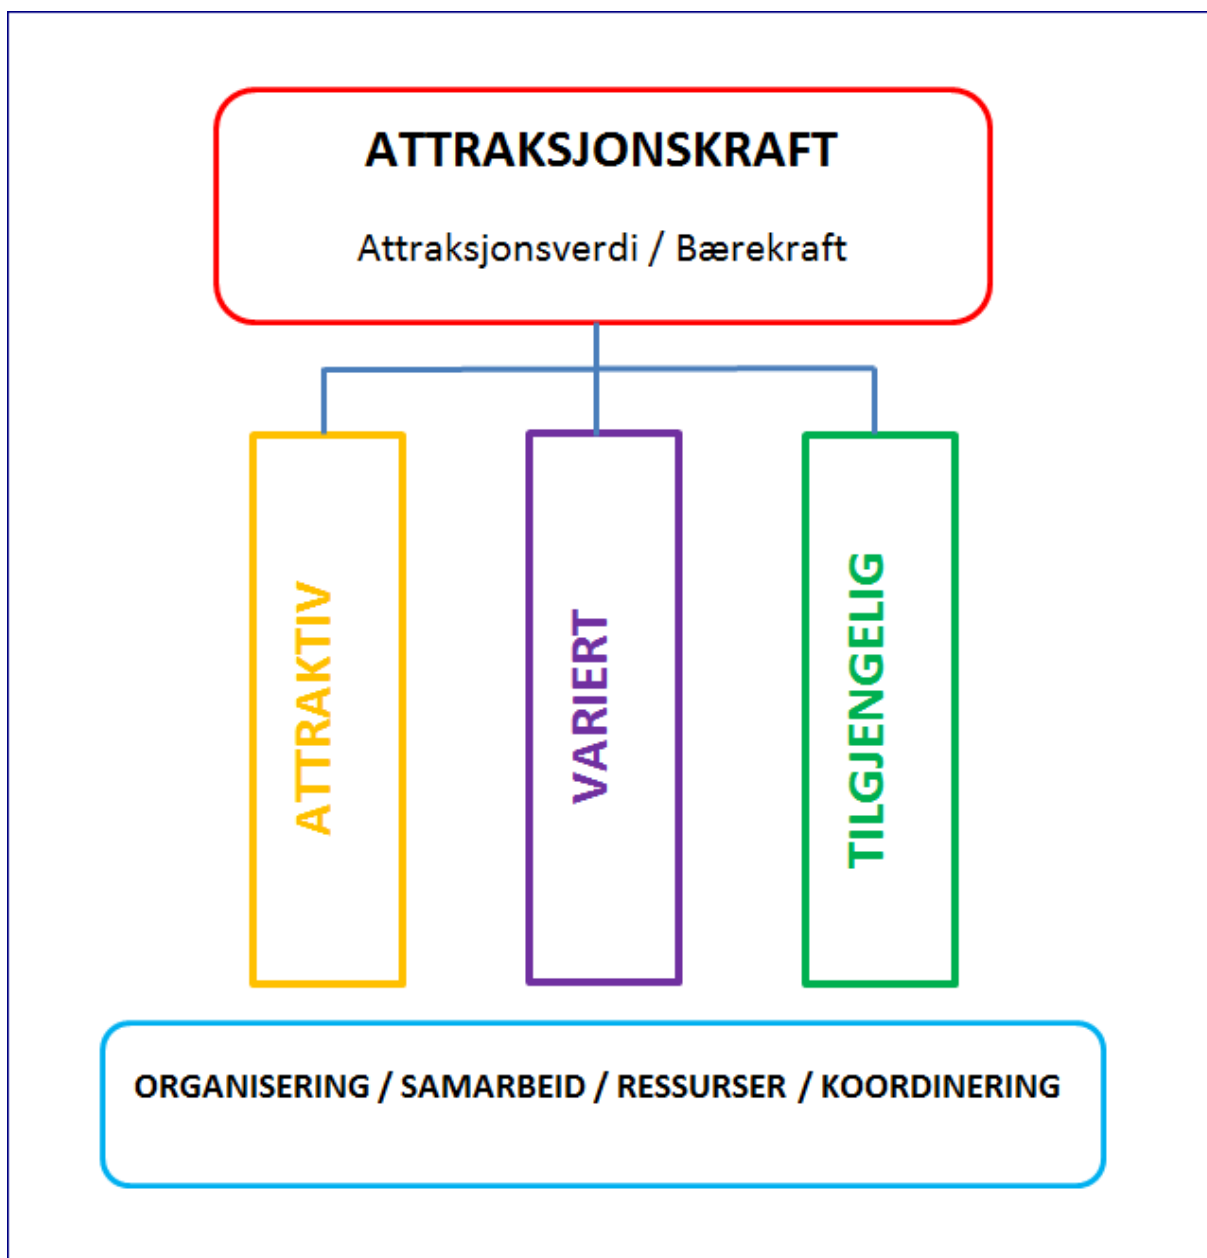 ATTRAKSJONSKRAFT
Attraksjonsverdi / Bærekraft
ATTRAKTIV
VARIERT
TILGJENGELIG
ORGANISERING / SAMARBEID / RESSURSER / KOORDINERING